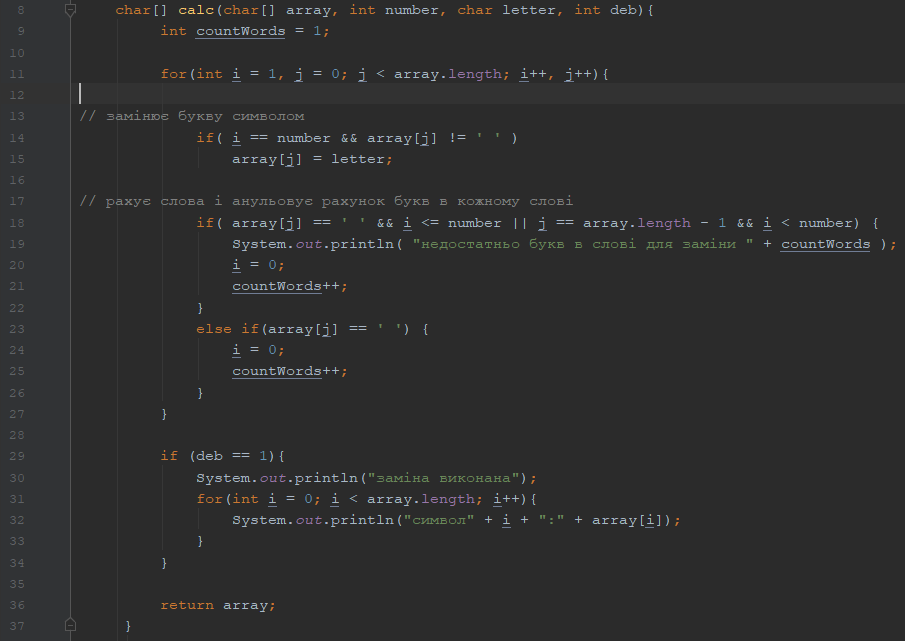 8 char[] calc(char[] array, int number, char letter, int deb){
9 int countWords = 1;
10
11 for(int i = 1, j = 0; j < array.length; i++, j++){
12
13 // замінює букву символом
14 if( i == number && array[j] != ' ' )
15 array[j] = letter;
16
17 // рахує слова і анульовує рахунок букв в кожному слові
18 if( array[j] == ' ' && i <= number || j == array.length - 1 && i < number) {
19 System.out.println( "недостатньо букв в слові для заміни " + countWords );
20 i = 0;
21 countWords++;
22 }
23 else if(array[j] == ' ') {
24 i = 0;
25 countWords++;
26 }
27 }
28
29 if (deb == 1){
30 System.out.println("заміна виконана");
31 for(int i = 0; i < array.length; i++){
32 System.out.println("символ" + i + ":" + array[i]);
33 }
34 }
35
36 return array;
37 }